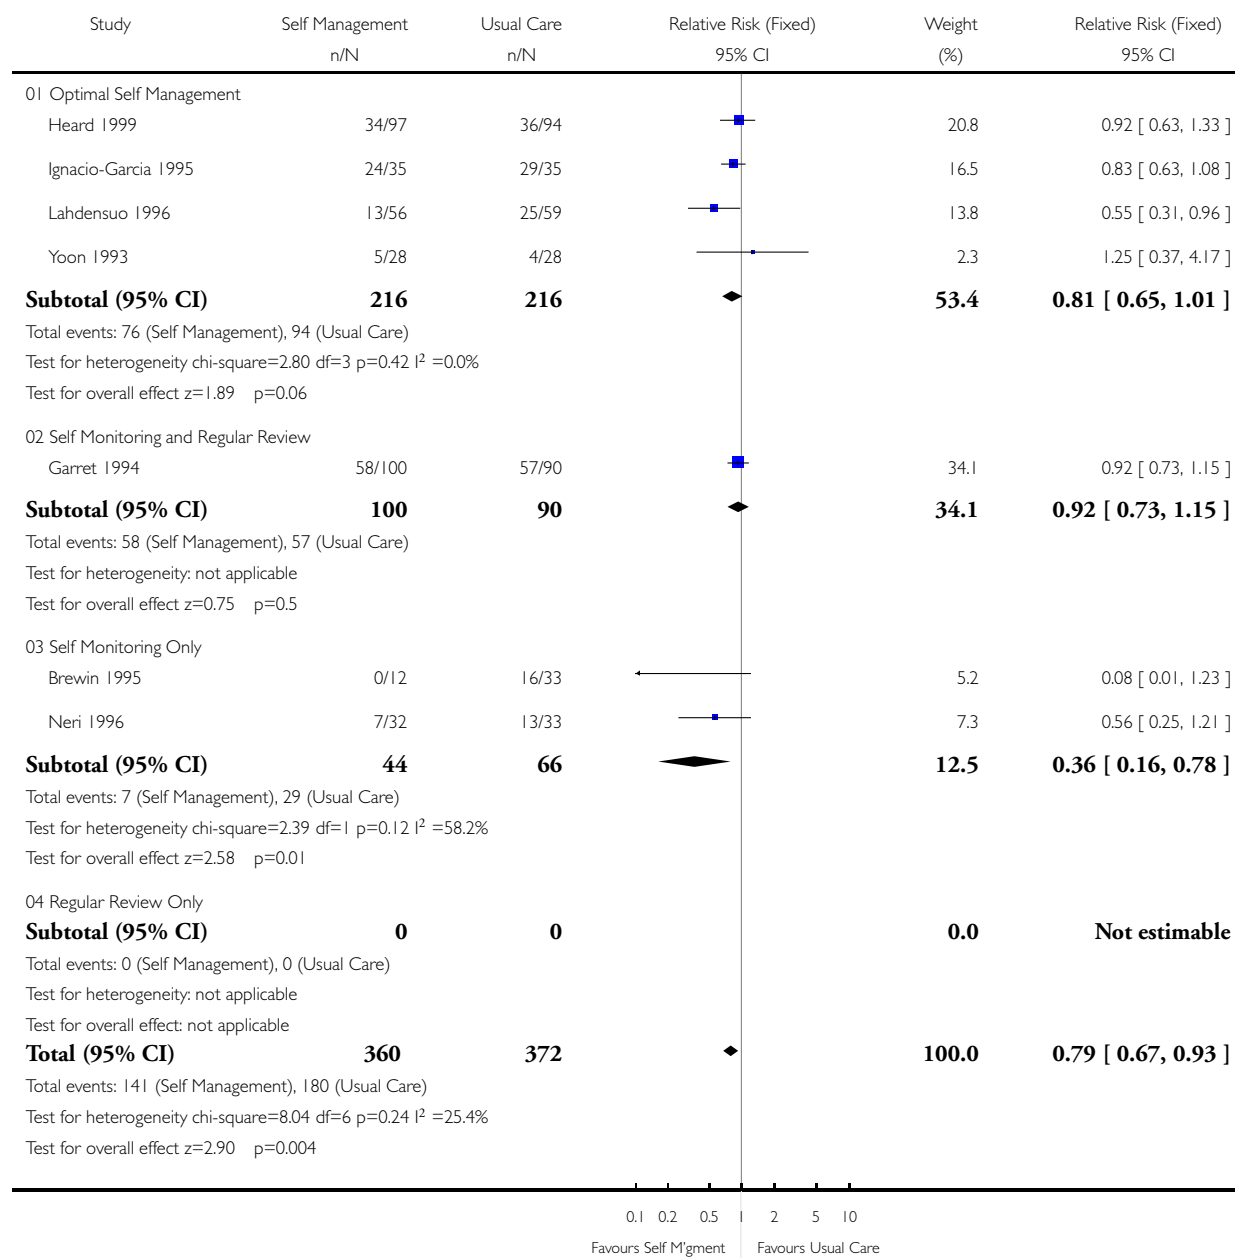 Study Self Management Usual Care Relative Risk (Fixed) Weight Relative Risk (Fixed)
n/N n/N 95% CI (%) 95% CI
01 Optimal Self Management
Heard 1999 34/97 36/94 20.8 0.92 [ 0.63, 1.33 ]
Ignacio-Garcia 1995 24/35 29/35 16.5 0.83 [ 0.63, 1.08 ]
Lahdensuo 1996 13/56 25/59 13.8 0.55 [ 0.31, 0.96 ]
Yoon 1993 5/28 4/28 2.3 1.25 [ 0.37, 4.17 ]
Subtotal (95% CI) 216 216 53.4 0.81 [ 0.65, 1.01 ]
Total events: 76 (Self Management), 94 (Usual Care)
Test for heterogeneity chi-square=2.80 df=3 p=0.42 I² =0.0%
Test for overall effect z=1.89 p=0.06
02 Self Monitoring and Regular Review
Garret 1994 58/100 57/90 34.1 0.92 [ 0.73, 1.15 ]
Subtotal (95% CI) 100 90 34.1 0.92 [ 0.73, 1.15 ]
Total events: 58 (Self Management), 57 (Usual Care)
Test for heterogeneity: not applicable
Test for overall effect z=0.75 p=0.5
03 Self Monitoring Only
Brewin 1995 0/12 16/33 5.2 0.08 [ 0.01, 1.23 ]
Neri 1996 7/32 13/33 7.3 0.56 [ 0.25, 1.21 ]
Subtotal (95% CI) 44 66 12.5 0.36 [ 0.16, 0.78 ]
Total events: 7 (Self Management), 29 (Usual Care)
Test for heterogeneity chi-square=2.39 df=1 p=0.12 I² =58.2%
Test for overall effect z=2.58 p=0.01
04 Regular Review Only
Subtotal (95% CI) 0 0 0.0 Not estimable
Total events: 0 (Self Management), 0 (Usual Care)
Test for heterogeneity: not applicable
Test for overall effect: not applicable
Total (95% CI) 360 372 100.0 0.79 [ 0.67, 0.93 ]
Total events: 141 (Self Management), 180 (Usual Care)
Test for heterogeneity chi-square=8.04 df=6 p=0.24 I² =25.4%
Test for overall effect z=2.90 p=0.004
0.1 0.2 0.5 1 2 5 10
Favours Self M'gment Favours Usual Care